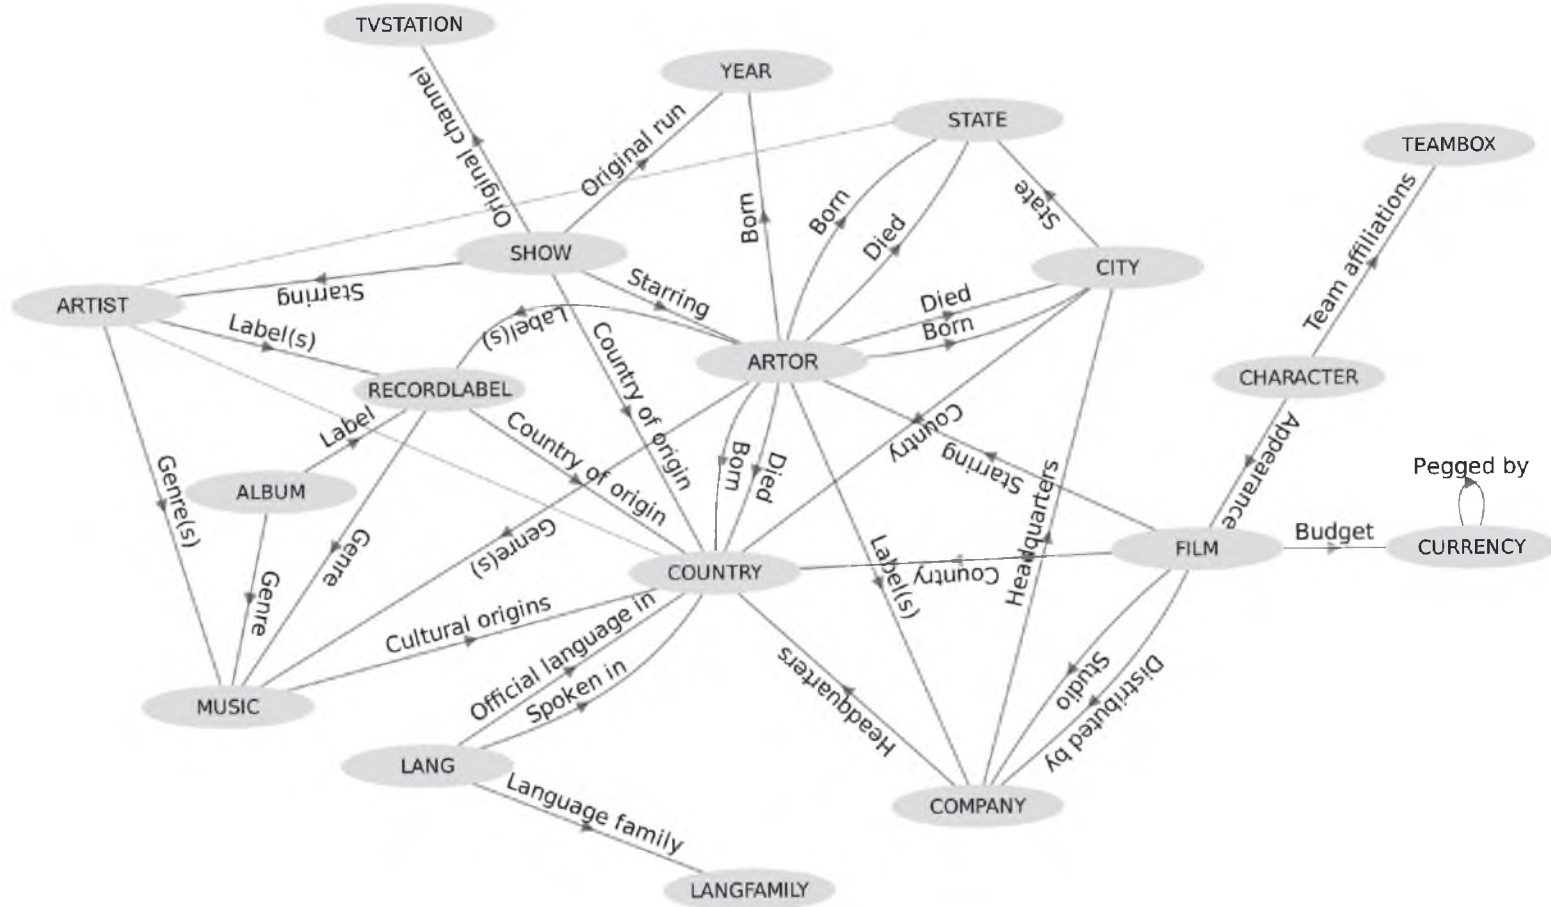 TVSTATION
YEAR
STATE
TEAMBOX
Original channel
Original run
Born
Born
Died
State
Team affiliations
SHOW
CITY
ARTIST
Starring
Starring
Died
Born
Label(s)
Label(s)
Country of origin
ARTOR
CHARACTER
RECORDLABEL
Label
Country of origin
Born
Died
Country
Starring
Appearance
Pegged by
Genre(s)
ALBUM
Genre
Genre
Genre(s)
Label(s)
Headquarters
FILM
Budget
CURRENCY
COUNTRY
Country
Cultural origins
Official language in
Spoken in
Headquarters
Studio
Distributed by
MUSIC
LANG
COMPANY
Language family
LANGFAMILY